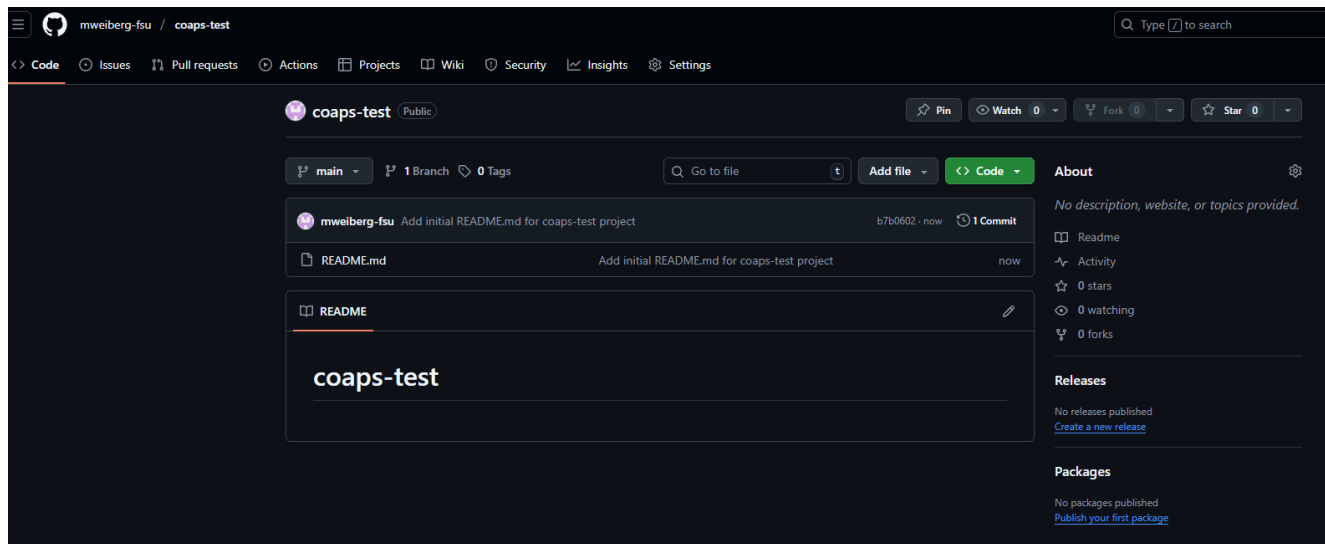 mweiberg-fsu / coaps-test
Type / to search
<> Code Issues Pull requests Actions Projects Wiki Security Insights Settings
coaps-test Public
Pin Watch 0 Fork 0 Star 0
main 1 Branch 0 Tags
Go to file t
Add file <> Code
mweiberg-fsu Add initial README.md for coaps-test project b7b0602 · now 1 Commit
README.md Add initial README.md for coaps-test project now
README
coaps-test
About
No description, website, or topics provided.
Readme
Activity
0 stars
0 watching
0 forks
Releases
No releases published
Create a new release
Packages
No packages published
Publish your first package